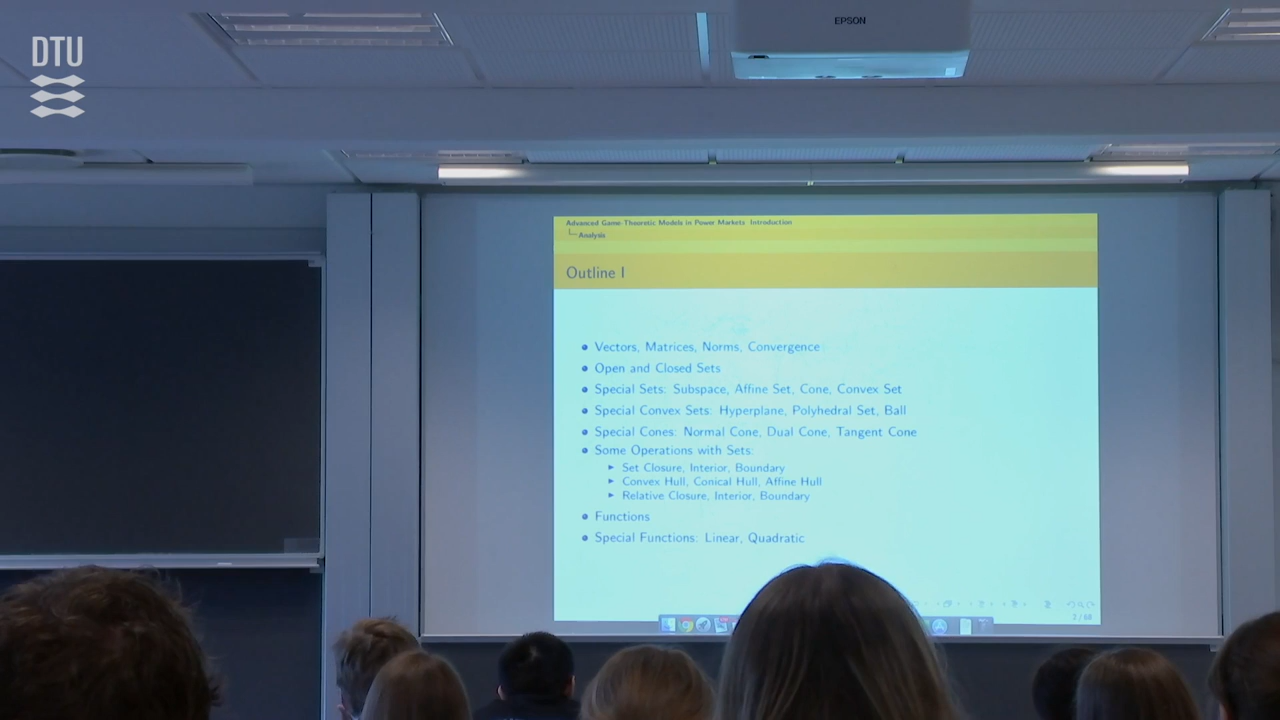 DTU
EPSON
Advanced Game-Theoretic Models in Power Markets Introduction
Analysis
Outline I
Vectors, Matrices, Norms, Convergence
Open and Closed Sets
Special Sets: Subspace, Affine Set, Cone, Convex Set
Special Convex Sets: Hyperplane, Polyhedral Set, Ball
Special Cones: Normal Cone, Dual Cone, Tangent Cone
Some Operations with Sets:
Set Closure, Interior, Boundary
Convex Hull, Conical Hull, Affine Hull
Relative Closure, Interior, Boundary
Functions
Special Functions: Linear, Quadratic